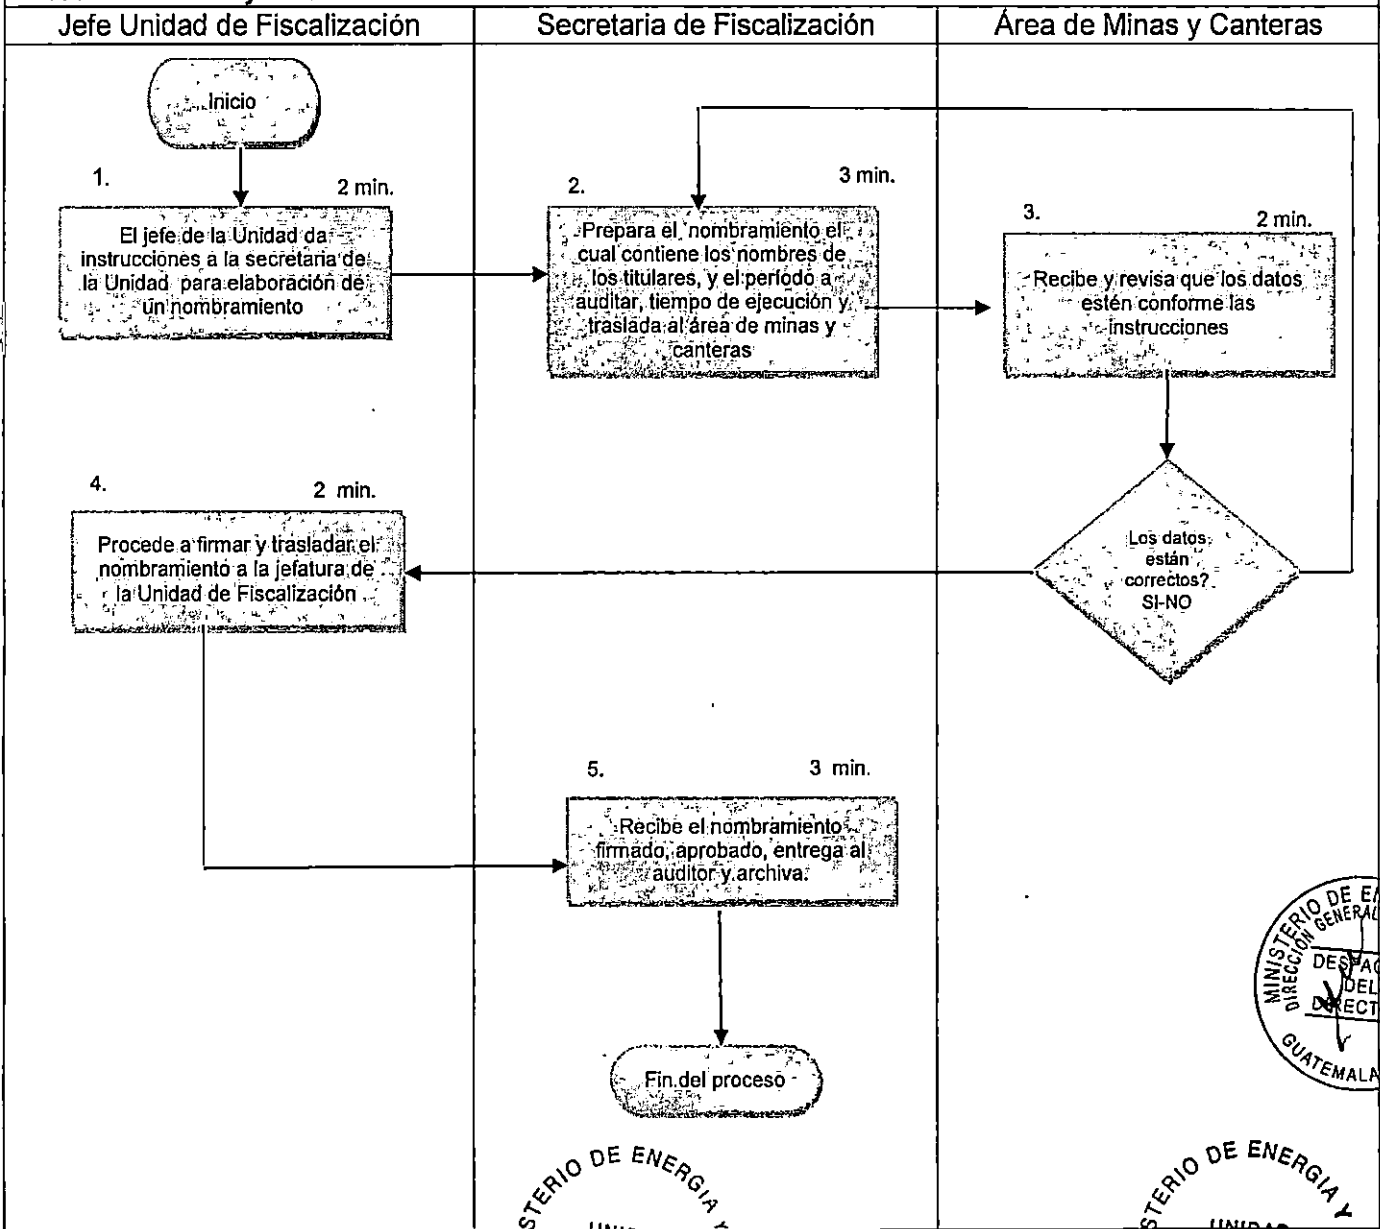 Jefe Unidad de Fiscalización
Secretaria de Fiscalización
Área de Minas y Canteras
Inicio
1.
2 min.
El jefe de la Unidad da
instrucciones a la secretaria de
la Unidad para elaboración de
un nombramiento
2.
3 min.
Prepara el nombramiento el
cual contiene los nombres de
los titulares, y el período a
auditar, tiempo de ejecución y
traslada al área de minas y
canteras
3.
2 min.
Recibe y revisa que los datos
estén conforme las
instrucciones
Los datos
están
correctos?
SI-NO
4.
2 min.
Procede a firmar y trasladar el
nombramiento a la jefatura de
la Unidad de Fiscalización
5.
3 min.
Recibe el nombramiento
firmado, aprobado, entrega al
auditor y archiva.
Fin del proceso
MINISTERIO DE EN
DIRECCIÓN GENERAL
DESPAC
DEL
DIRECT
GUATEMALA
STERIO DE ENERGIA Y
STERIO DE ENERGIA Y
UNIDAD